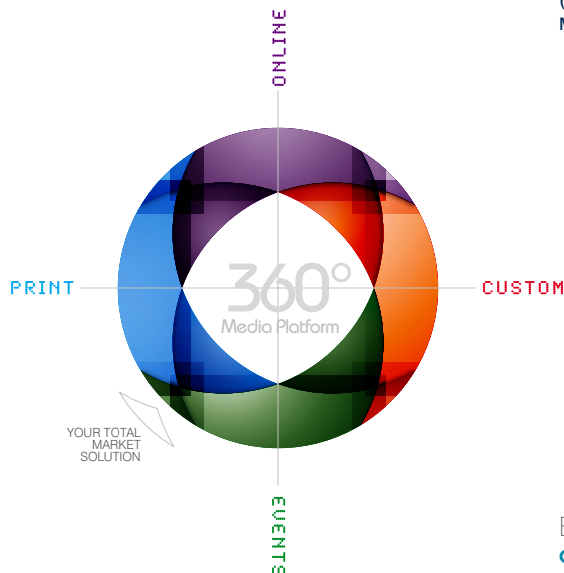 ONLINE
PRINT
360°
Media Platform
CUSTOM
YOUR TOTAL
MARKET
SOLUTION
EVENTS